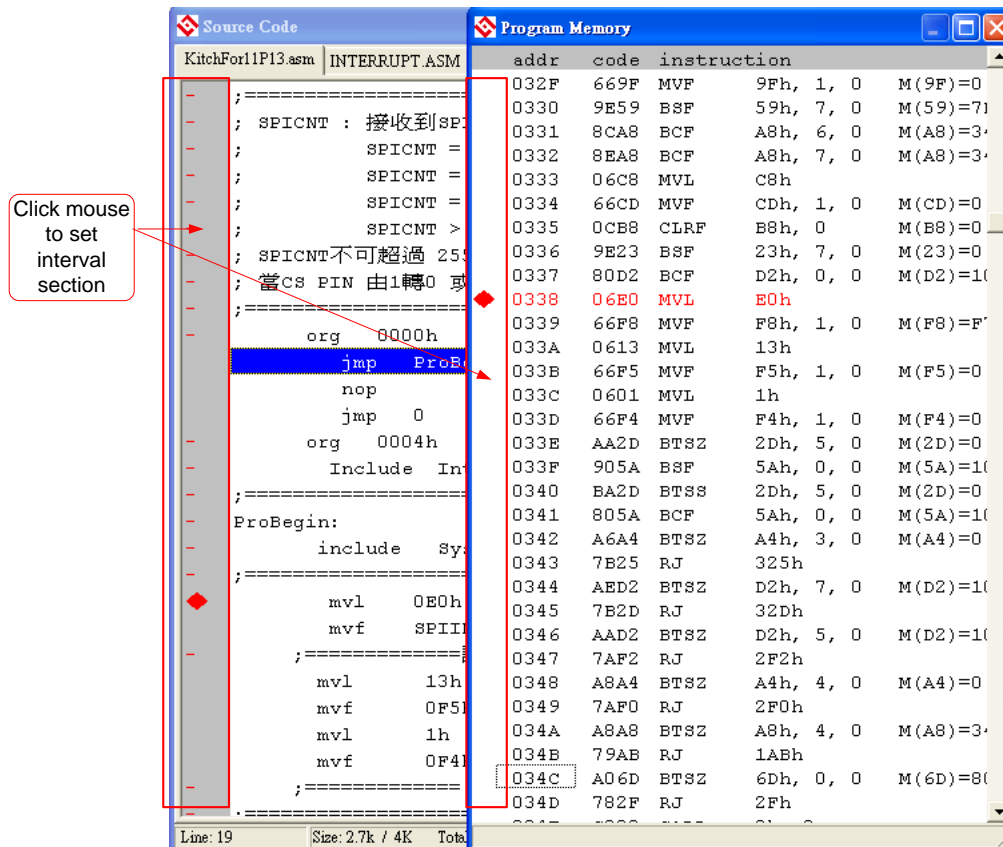 Click mouse
to set
interval
section
Source Code
KitchFor11P13.asm
INTERRUPT.ASM
;=====================
; SPICNT : 接收到SPI
; SPICNT =
; SPICNT =
; SPICNT =
; SPICNT >
; SPICNT不可超過 255
; 當CS PIN 由1轉0 或
;=====================
org 0000h
jmp ProBe
nop
jmp 0
org 0004h
Include Int
;=====================
ProBegin:
include Sys
;=====================
mvl 0E0h
mvf SPIIN
;=============
mvl 13h
mvf 0F5h
mvl 1h
mvf 0F4h
;=============
Line: 19
Size: 2.7k / 4K
Total
Program Memory
addr code instruction
032F 669F MVF 9Fh, 1, 0 M(9F)=0
0330 9E59 BSF 59h, 7, 0 M(59)=7
0331 8CA8 BCF A8h, 6, 0 M(A8)=34
0332 8EA8 BCF A8h, 7, 0 M(A8)=34
0333 06C8 MVL C8h
0334 66CD MVF CDh, 1, 0 M(CD)=0
0335 0CB8 CLRF B8h, 0 M(B8)=0
0336 9E23 BSF 23h, 7, 0 M(23)=0
0337 80D2 BCF D2h, 0, 0 M(D2)=10
0338 06E0 MVL E0h
0339 66F8 MVF F8h, 1, 0 M(F8)=F
033A 0613 MVL 13h
033B 66F5 MVF F5h, 1, 0 M(F5)=0
033C 0601 MVL 1h
033D 66F4 MVF F4h, 1, 0 M(F4)=0
033E AA2D BTSZ 2Dh, 5, 0 M(2D)=0
033F 905A BSF 5Ah, 0, 0 M(5A)=10
0340 BA2D BTSS 2Dh, 5, 0 M(2D)=0
0341 805A BCF 5Ah, 0, 0 M(5A)=10
0342 A6A4 BTSZ A4h, 3, 0 M(A4)=0
0343 7B25 RJ 325h
0344 AED2 BTSZ D2h, 7, 0 M(D2)=10
0345 7B2D RJ 32Dh
0346 AAD2 BTSZ D2h, 5, 0 M(D2)=10
0347 7AF2 RJ 2F2h
0348 A8A4 BTSZ A4h, 4, 0 M(A4)=0
0349 7AF0 RJ 2F0h
034A A8A8 BTSZ A8h, 4, 0 M(A8)=34
034B 79AB RJ 1ABh
034C A06D BTSZ 6Dh, 0, 0 M(6D)=80
034D 782F RJ 2Fh